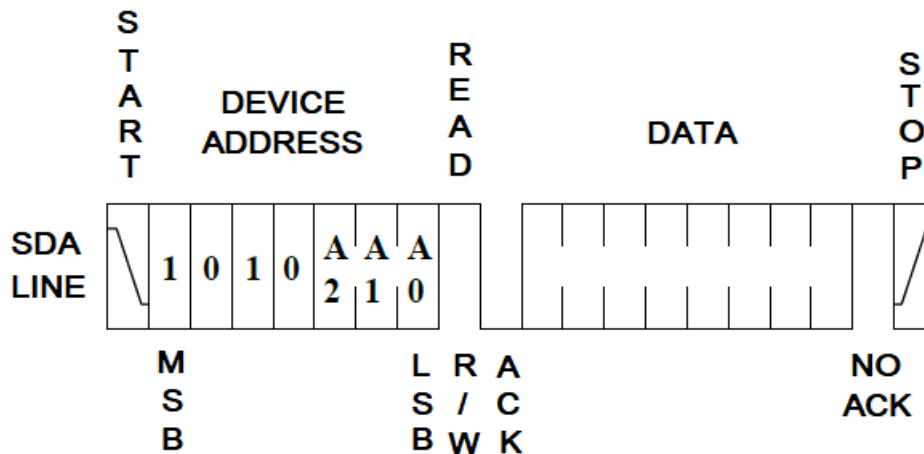 START
DEVICE
ADDRESS
READ
DATA
STOP
SDA
LINE
1 0 1 0 A2 A1 A0
MSB
LSB
R/W
ACK
NO
ACK